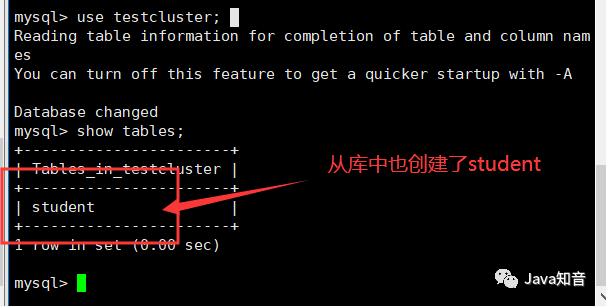 mysql> use testcluster;
Reading table information for completion of table and column nam
es
You can turn off this feature to get a quicker startup with -A
Database changed
mysql> show tables;
+-----------------------+
| Tables_in_testcluster |
+-----------------------+
| student               |
+-----------------------+
1 row in set (0.00 sec)
mysql>
从库中也创建了student
Java知音